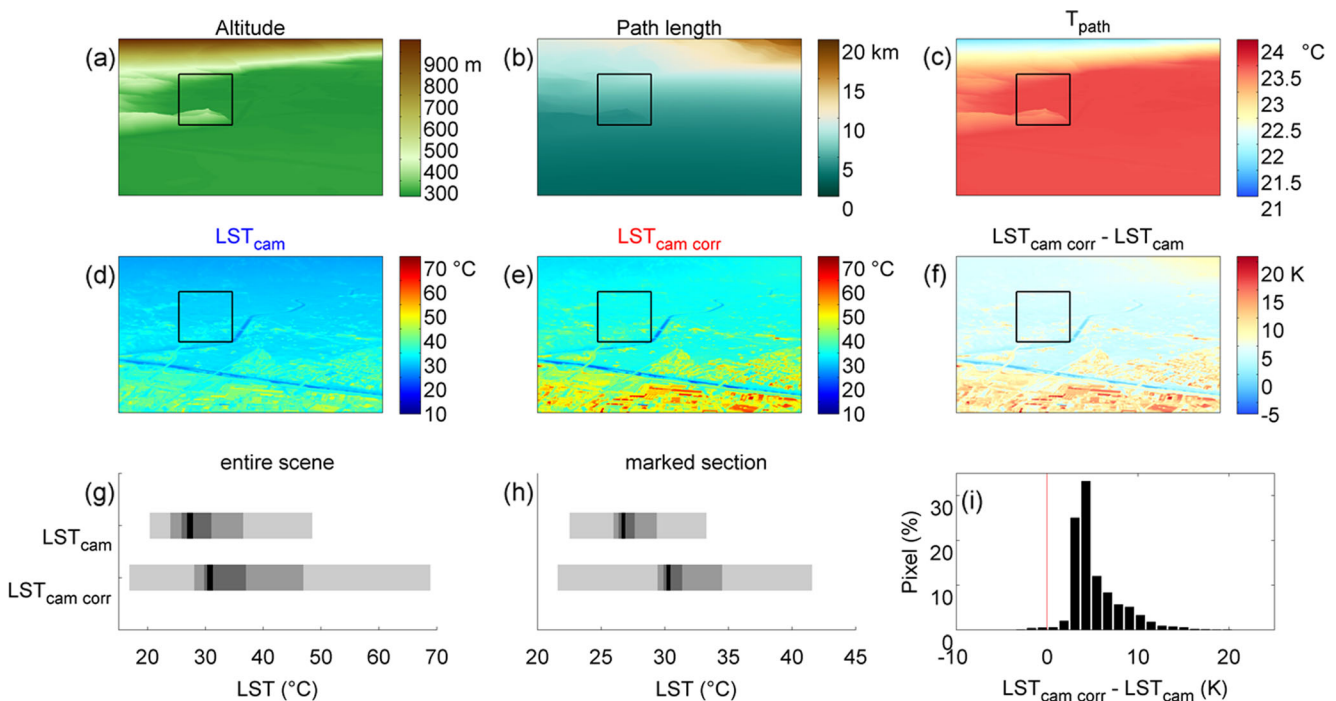 Altitude
(a)
900 m
800
700
600
500
400
300
Path length
(b)
20 km
15
10
5
0
T_path
(c)
24 °C
23.5
23
22.5
22
21.5
21
LST_cam
(d)
70 °C
60
50
40
30
20
10
LST_cam corr
(e)
70 °C
60
50
40
30
20
10
LST_cam corr - LST_cam
(f)
20 K
15
10
5
0
-5
entire scene
(g)
LST_cam
LST_cam corr
20 30 40 50 60 70
LST (°C)
marked section
(h)
20 25 30 35 40 45
LST (°C)
(i)
Pixel (%)
30
20
10
0
-10 0 10 20
LST_cam corr - LST_cam (K)